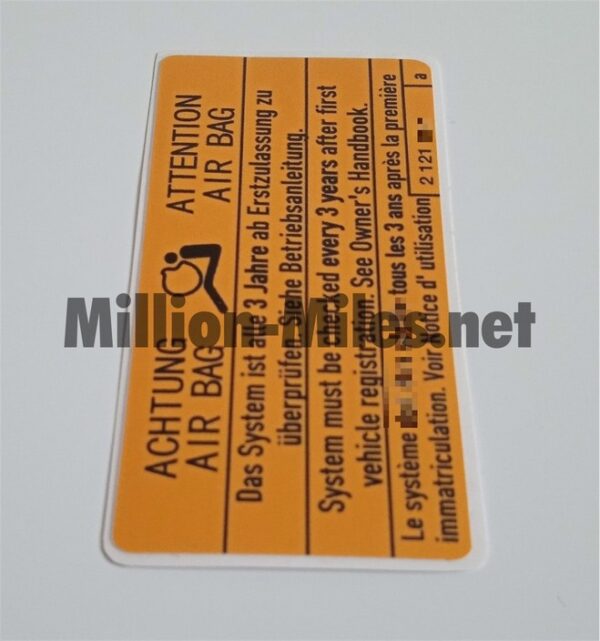 ACHTUNG
AIR BAG
ATTENTION
AIR BAG
Das System ist alle 3 Jahre ab Erstzulassung zu
überprüfen. Siehe Betriebsanleitung.
System must be checked every 3 years after first
vehicle registration. See Owner's Handbook.
Le système tous les 3 ans après la première
immatriculation. Voir Notice d' utilisation
2 121
a
Million-Miles.net